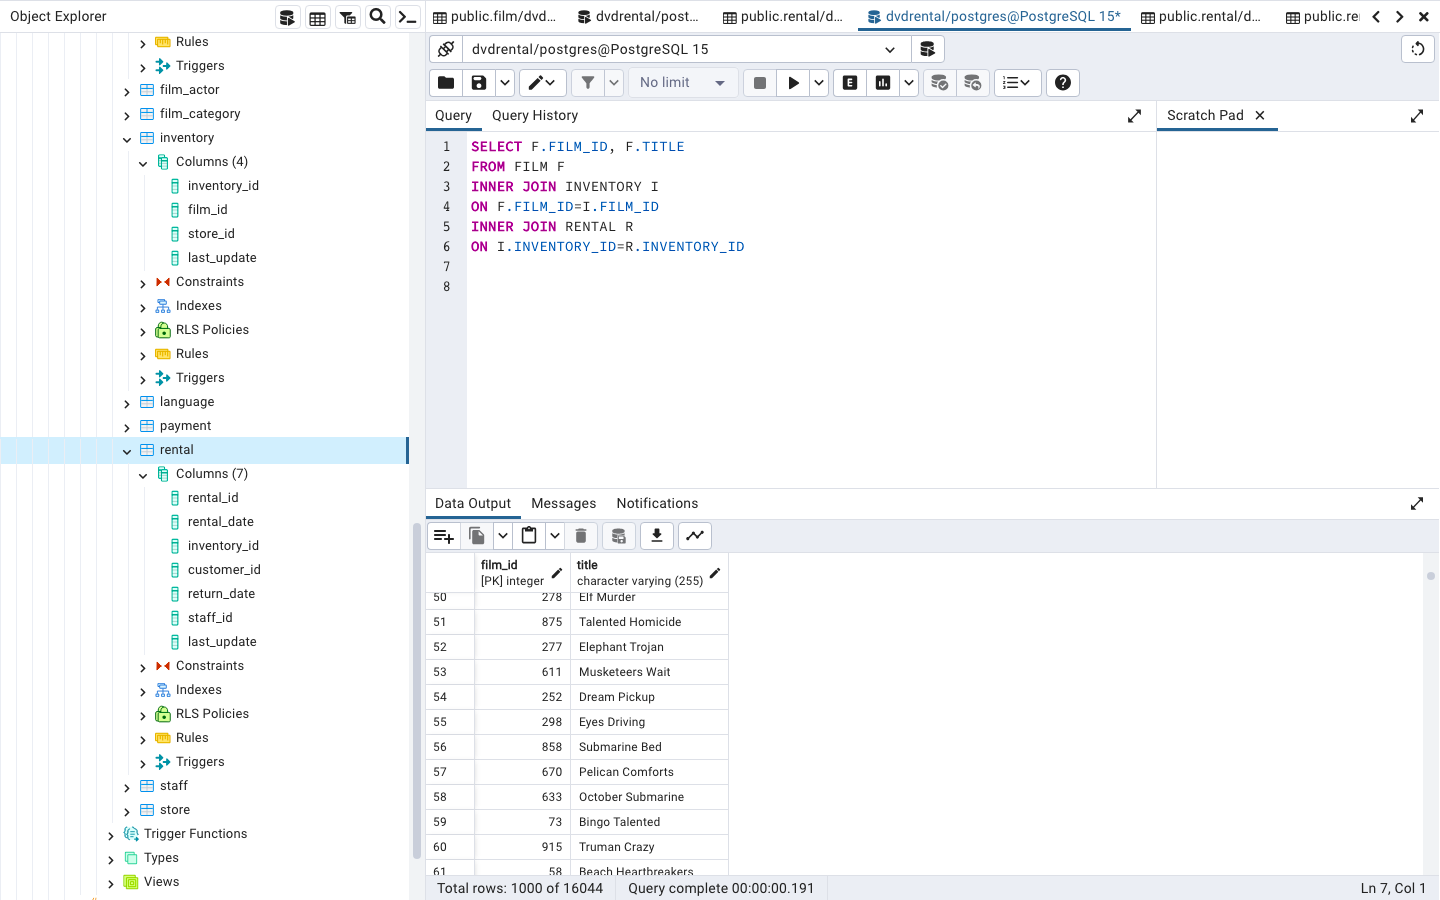 Object Explorer
Rules
Triggers
film_actor
film_category
inventory
Columns (4)
inventory_id
film_id
store_id
last_update
Constraints
Indexes
RLS Policies
Rules
Triggers
language
payment
rental
Columns (7)
rental_id
rental_date
inventory_id
customer_id
return_date
staff_id
last_update
Constraints
Indexes
RLS Policies
Rules
Triggers
staff
store
Trigger Functions
Types
Views
public.film/dvd... dvdrental/post... public.rental/d... dvdrental/postgres@PostgreSQL 15* public.rental/d... public.re
dvdrental/postgres@PostgreSQL 15
No limit
E
Query Query History
Scratch Pad
1 SELECT F.FILM_ID, F.TITLE
2 FROM FILM F
3 INNER JOIN INVENTORY I
4 ON F.FILM_ID=I.FILM_ID
5 INNER JOIN RENTAL R
6 ON I.INVENTORY_ID=R.INVENTORY_ID
7
8
Data Output Messages Notifications
film_id title
[PK] integer character varying (255)
50 278 Elf Murder
51 875 Talented Homicide
52 277 Elephant Trojan
53 611 Musketeers Wait
54 252 Dream Pickup
55 298 Eyes Driving
56 858 Submarine Bed
57 670 Pelican Comforts
58 633 October Submarine
59 73 Bingo Talented
60 915 Truman Crazy
61 58 Beach Heartbreakers
Total rows: 1000 of 16044 Query complete 00:00:00.191 Ln 7, Col 1